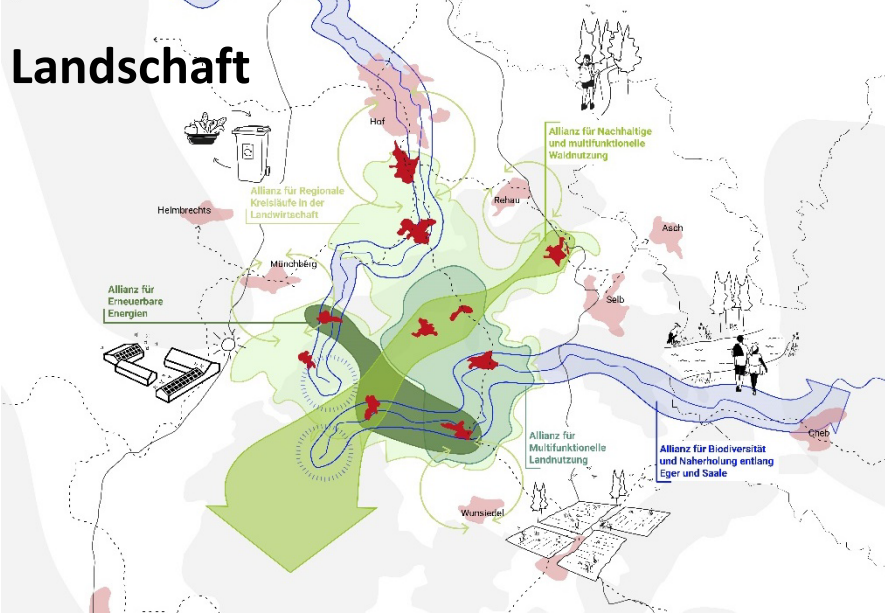 Landschaft
Hof
Allianz für Nachhaltige
und multifunktionelle
Waldnutzung
Allianz für Regionale
Kreisläufe in der
Landwirtschaft
Rehau
Helmbrechts
Asch
Münchberg
Selb
Allianz für
Erneuerbare
Energien
Allianz für
Multifunktionelle
Landnutzung
Allianz für Biodiversität
und Naherholung entlang
Eger und Saale
Cheb
Wunsiedel